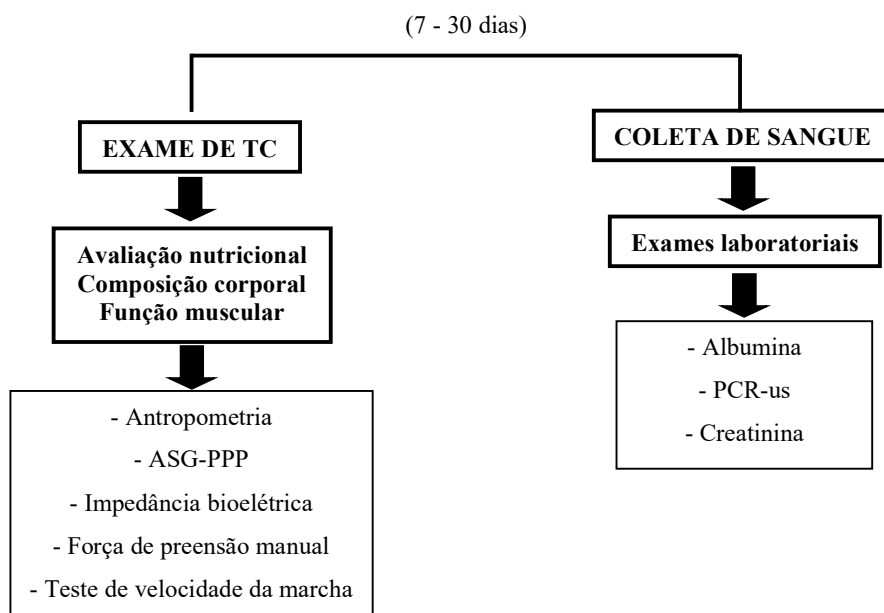 (7 - 30 dias)
EXAME DE TC
Avaliação nutricional
Composição corporal
Função muscular
- Antropometria
- ASG-PPP
- Impedância bioelétrica
- Força de preensão manual
- Teste de velocidade da marcha
COLETA DE SANGUE
Exames laboratoriais
- Albumina
- PCR-us
- Creatinina